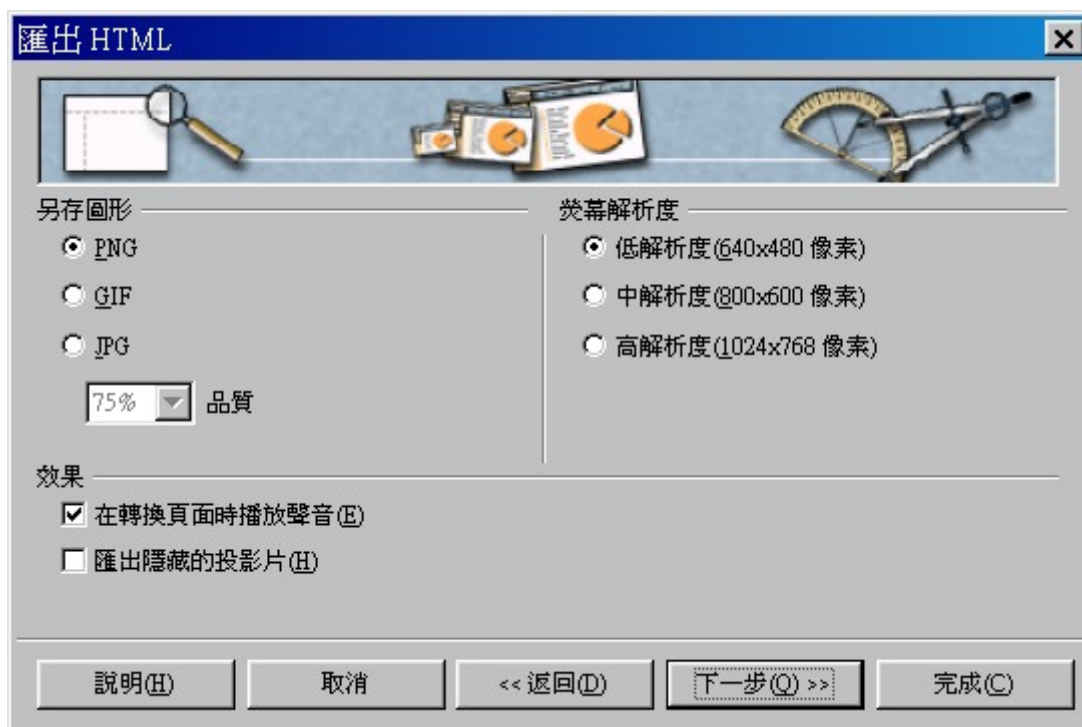 匯出 HTML
另存圖形
PNG
GIF
JPG
75% 品質
熒幕解析度
低解析度(640x480 像素)
中解析度(800x600 像素)
高解析度(1024x768 像素)
效果
在轉換頁面時播放聲音(E)
匯出隱藏的投影片(H)
說明(H) 取消 << 返回(D) 下一步(Q) >> 完成(C)